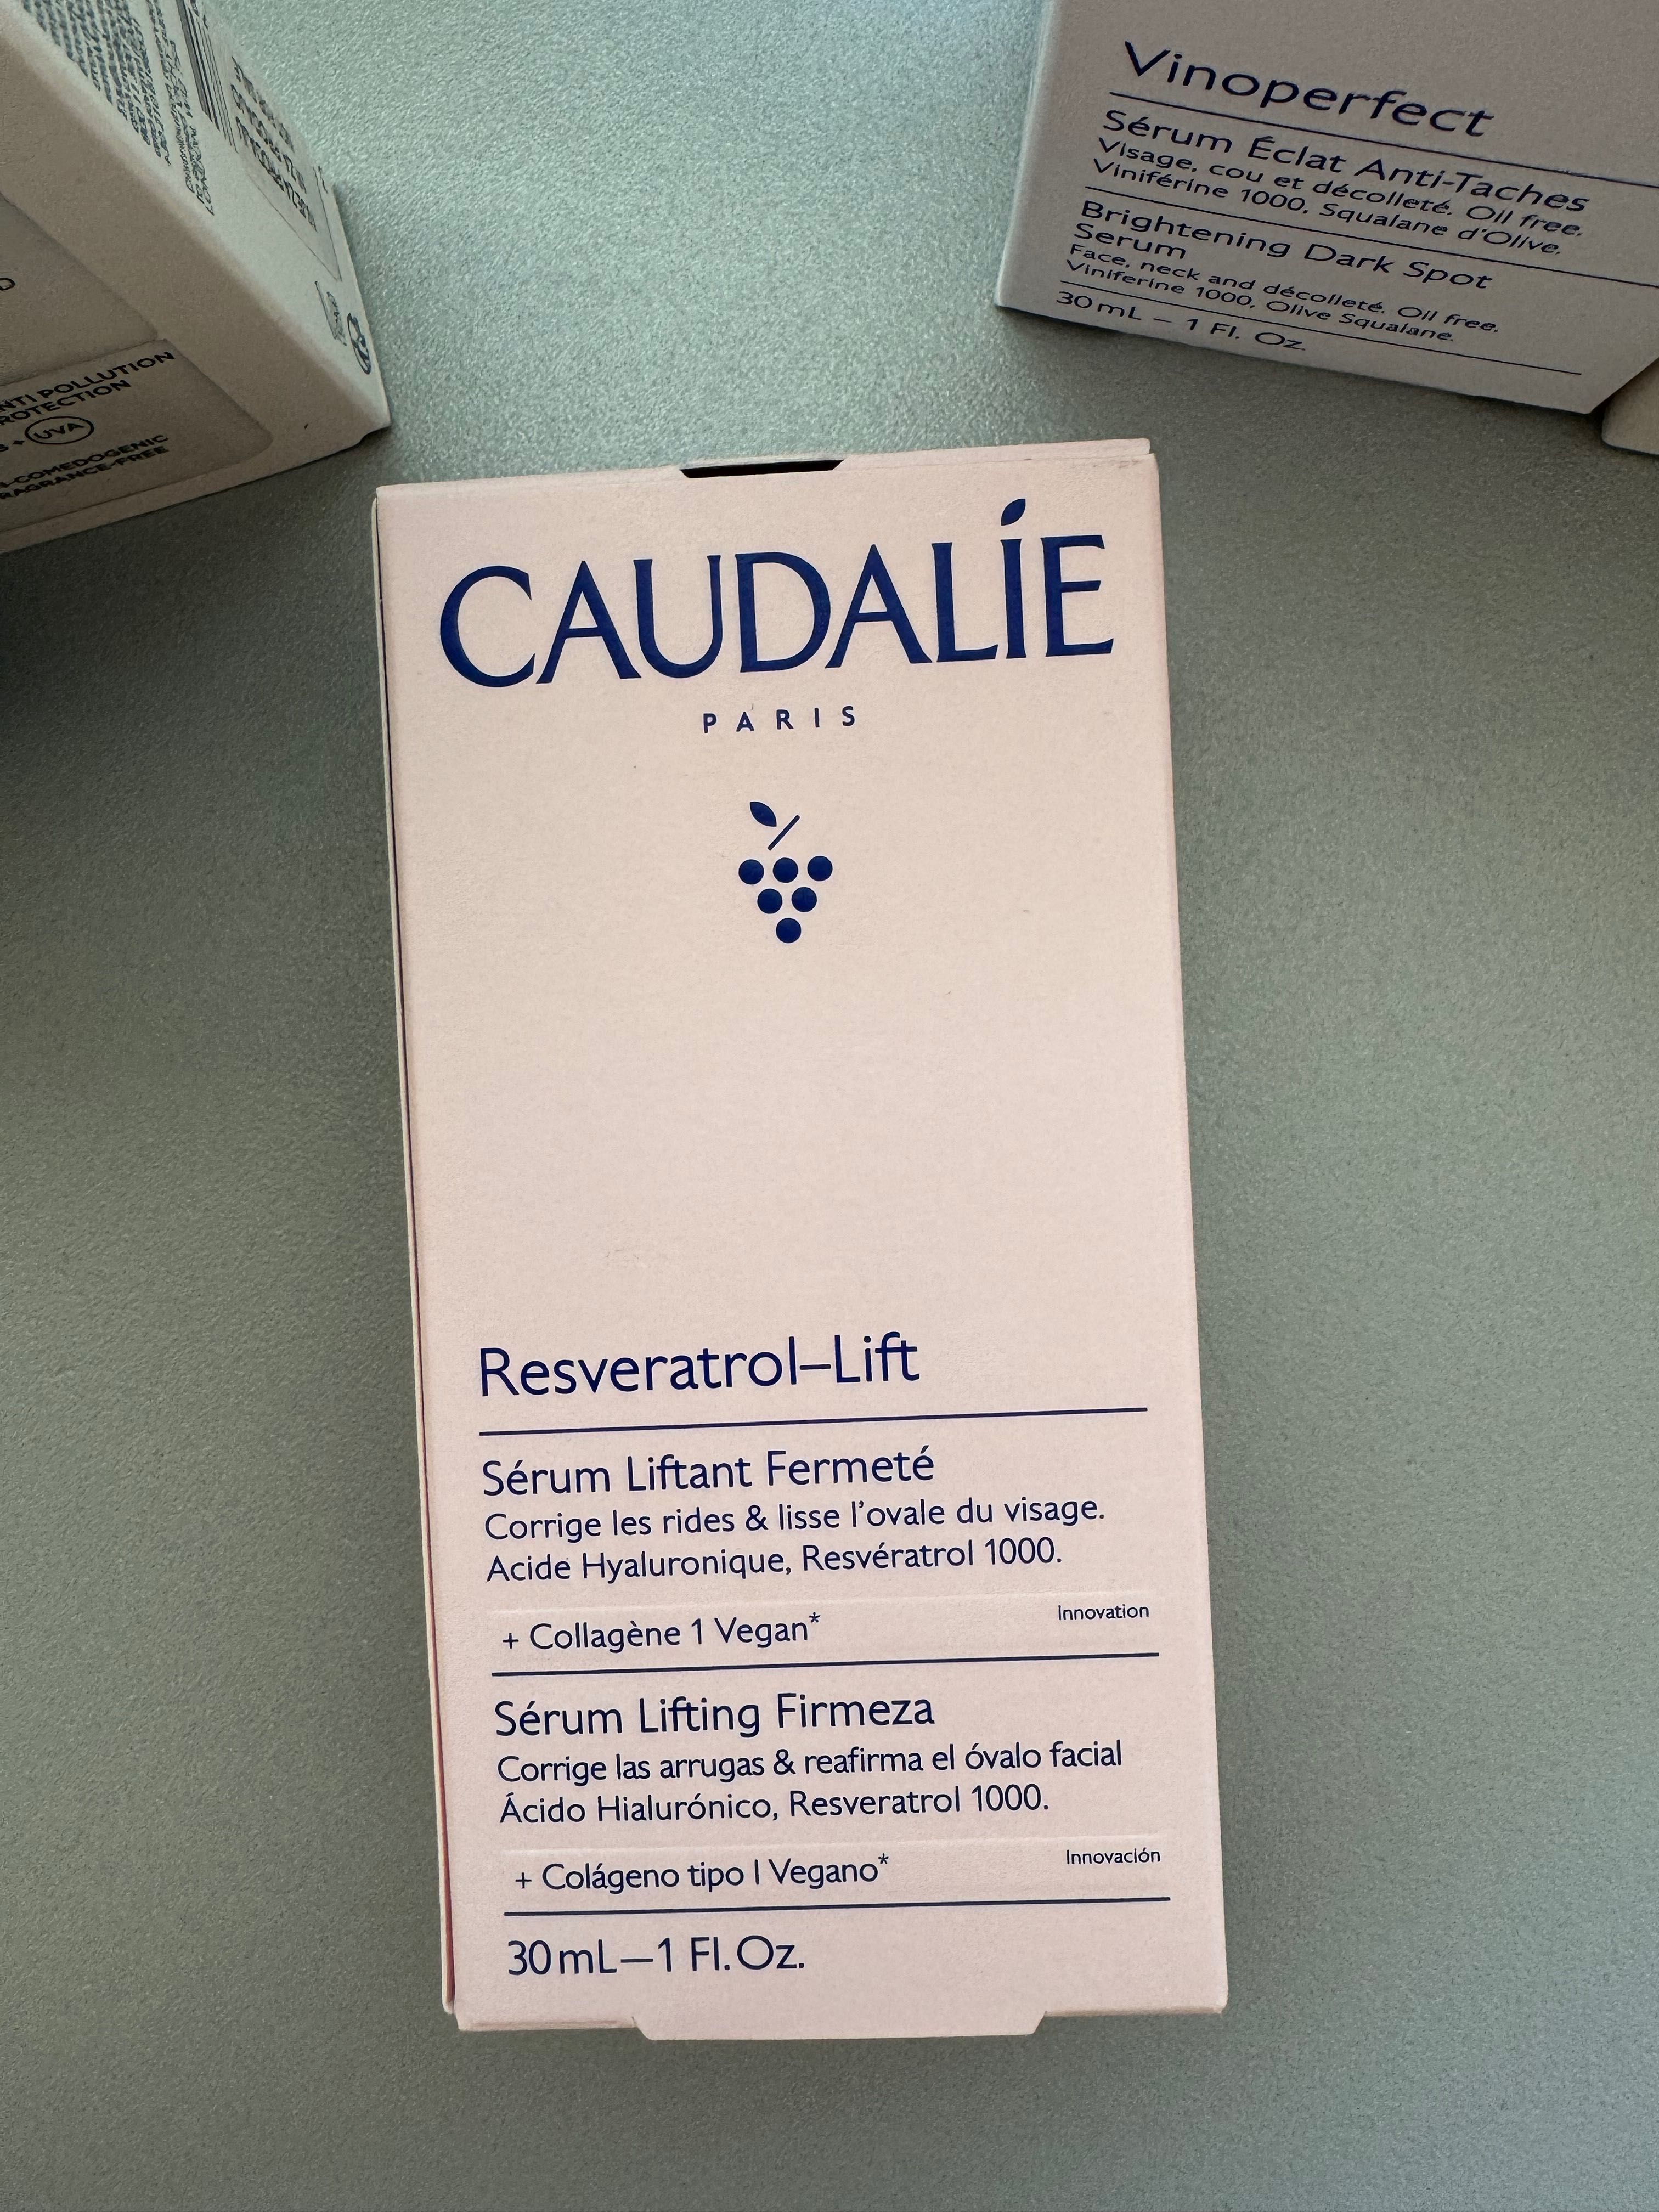 ANTI POLLUTION
PROTECTION
UVA
FRAGRANCE-FREE
Vinoperfect
Sérum Éclat Anti-Taches
Visage, cou et décolleté. Oil free.
Viniférine 1000, Squalane d'Olive.
Brightening Dark Spot
Serum
Face, neck and décolleté. Oil free.
Viniferine 1000, Olive Squalane.
30 mL – 1 Fl. Oz.
CAUDALÍE
PARIS
Resveratrol–Lift
Sérum Liftant Fermeté
Corrige les rides & lisse l'ovale du visage.
Acide Hyaluronique, Resvératrol 1000.
+ Collagène 1 Vegan*
Innovation
Sérum Lifting Firmeza
Corrige las arrugas & reafirma el óvalo facial
Ácido Hialurónico, Resveratrol 1000.
+ Colágeno tipo I Vegano*
Innovación
30 mL—1 Fl. Oz.